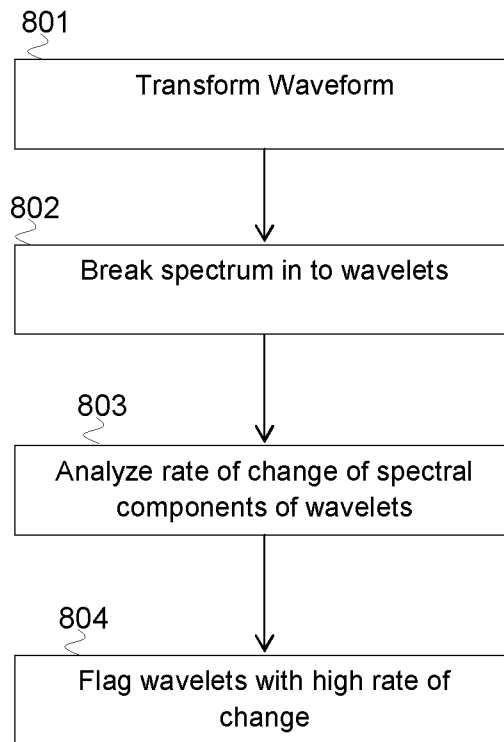 801
Transform Waveform
802
Break spectrum in to wavelets
803
Analyze rate of change of spectral
components of wavelets
804
Flag wavelets with high rate of
change